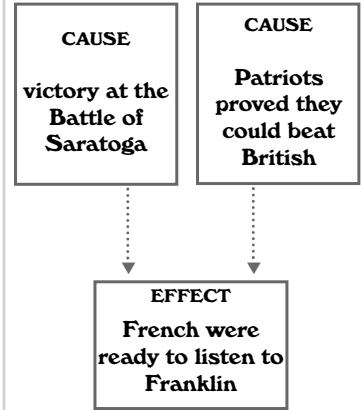 CAUSE
victory at the
Battle of
Saratoga
CAUSE
Patriots
proved they
could beat
British
EFFECT
French were
ready to listen to
Franklin